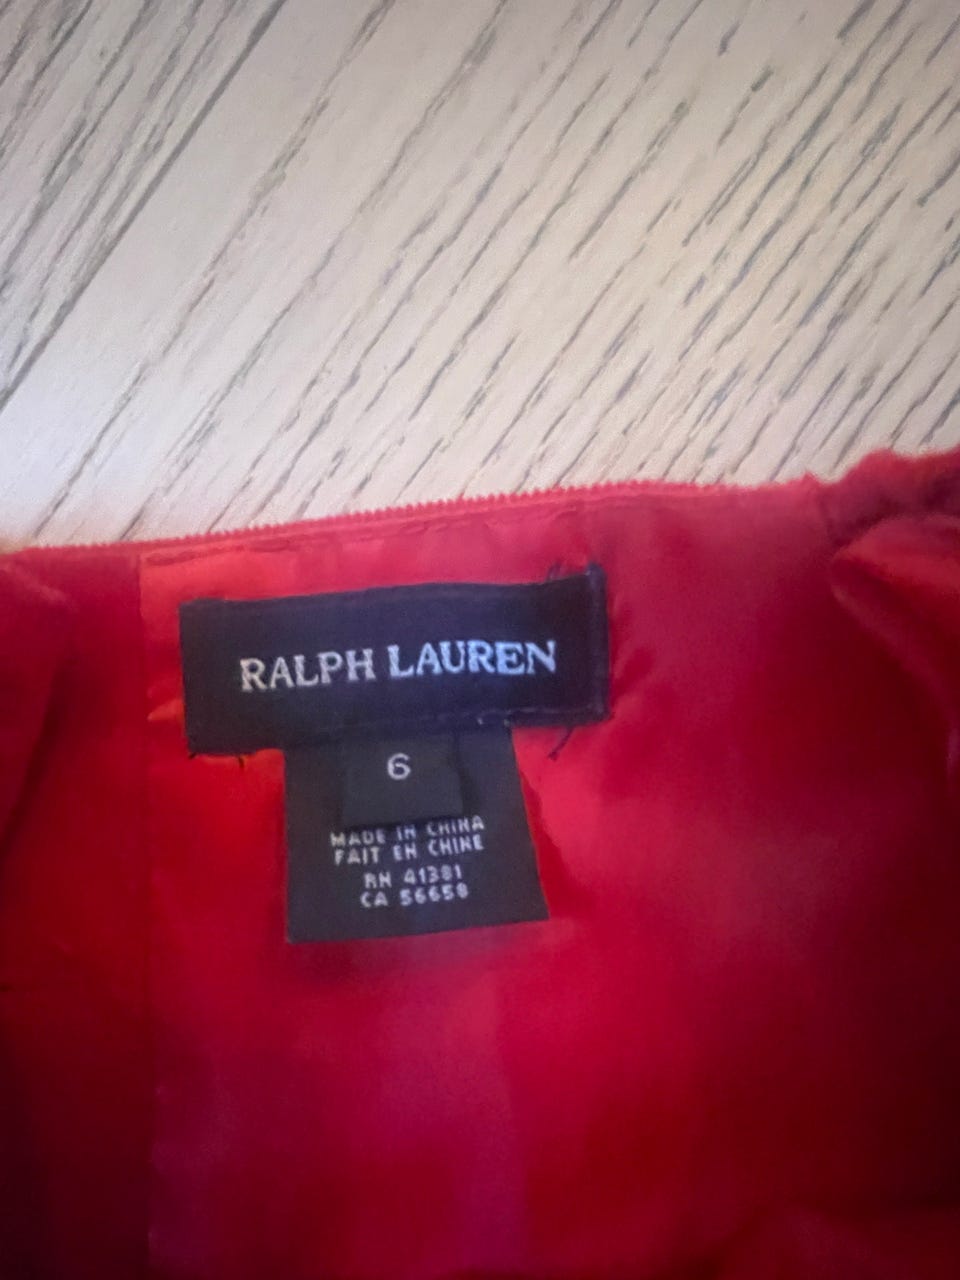 RALPH LAUREN
6
MADE IN CHINA
FAIT EN CHINE
RN 41381
CA 56658